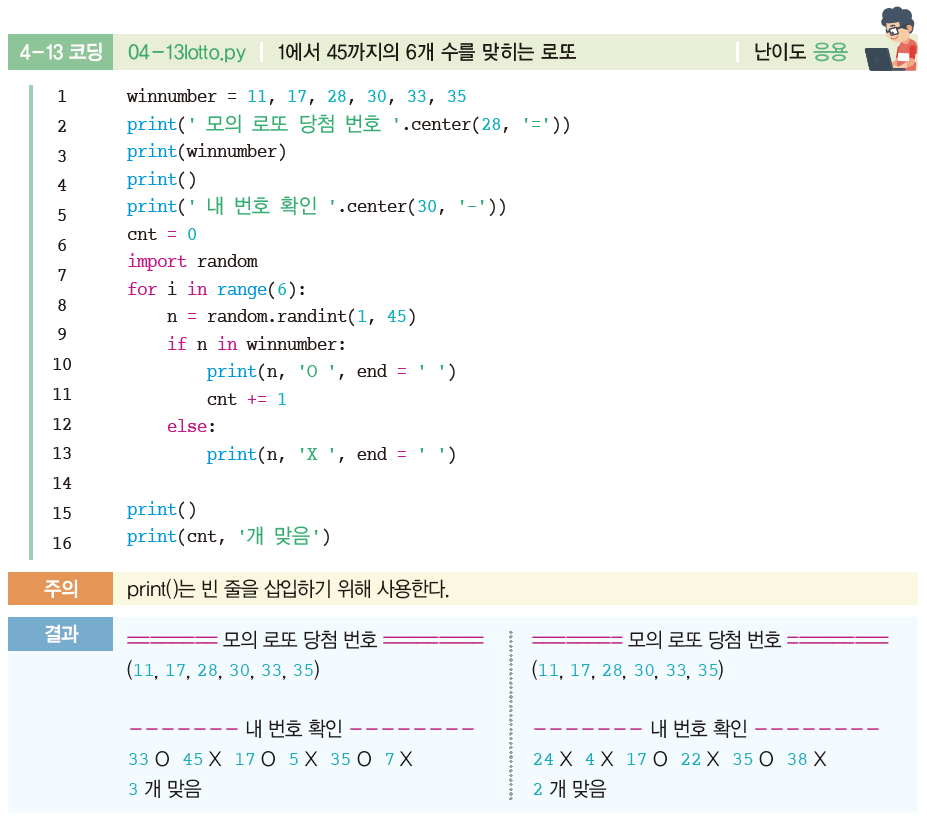 4-13 코딩 04-13lotto.py 1에서 45까지의 6개 수를 맞히는 로또 난이도 응용
1 winnumber = 11, 17, 28, 30, 33, 35
2 print(' 모의 로또 당첨 번호 '.center(28, '='))
3 print(winnumber)
4 print()
5 print(' 내 번호 확인 '.center(30, '-'))
6 cnt = 0
7 import random
8 for i in range(6):
9     n = random.randint(1, 45)
10     if n in winnumber:
11         print(n, 'O ', end = ' ')
12         cnt += 1
13     else:
14         print(n, 'X ', end = ' ')
15 print()
16 print(cnt, '개 맞음')
주의 print()는 빈 줄을 삽입하기 위해 사용한다.
결과
======== 모의 로또 당첨 번호 =========
(11, 17, 28, 30, 33, 35)
------- 내 번호 확인 --------
33 O 45 X 17 O 5 X 35 O 7 X
3 개 맞음
======== 모의 로또 당첨 번호 =========
(11, 17, 28, 30, 33, 35)
------- 내 번호 확인 --------
24 X 4 X 17 O 22 X 35 O 38 X
2 개 맞음